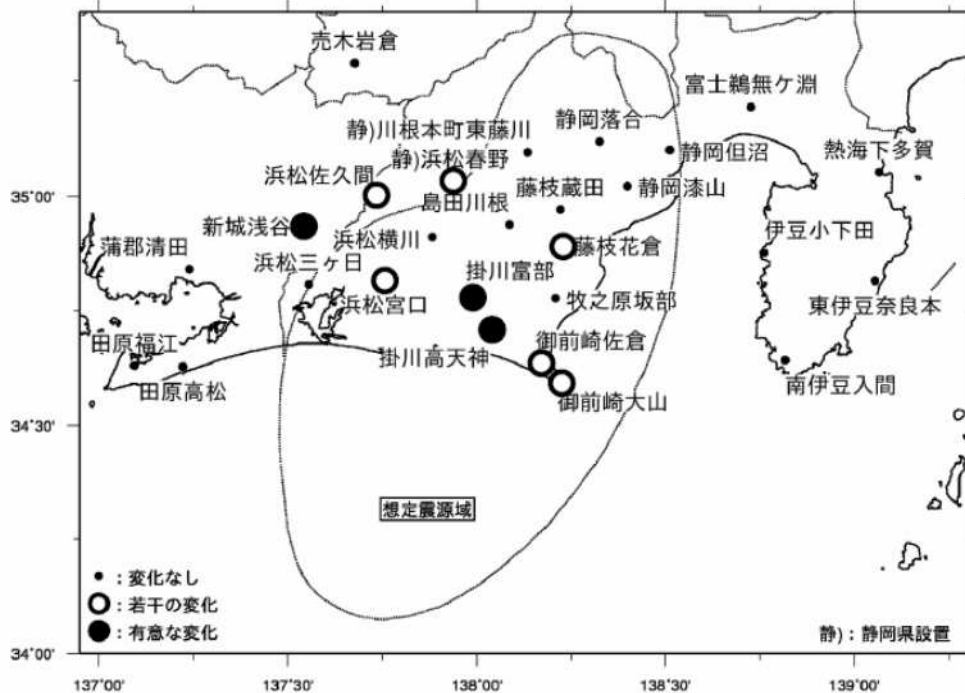 売木岩倉
富士鵜無ケ淵
静)川根本町東藤川
静岡落合
静岡但沼
熱海下多賀
静)浜松春野
浜松佐久間
藤枝蔵田
静岡漆山
35°00'
島田川根
新城浅谷
浜松横川
藤枝花倉
伊豆小下田
蒲郡清田
浜松三ヶ日
掛川富部
浜松宮口
牧之原坂部
東伊豆奈良本
田原福江
掛川高天神
御前崎佐倉
田原高松
南伊豆入間
御前崎大山
34°30'
想定震源域
：変化なし
：若干の変化
：有意な変化
静)：静岡県設置
34°00'
137°00'
137°30'
138°00'
138°30'
139°00'